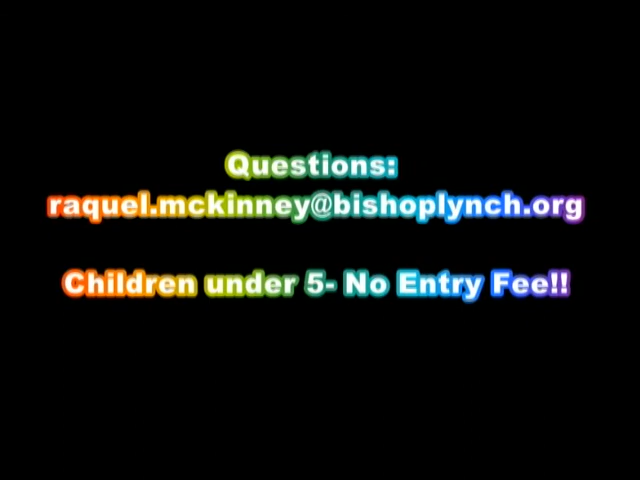 Questions:
raquel.mckinney@bishoplynch.org
Children under 5- No Entry Fee!!